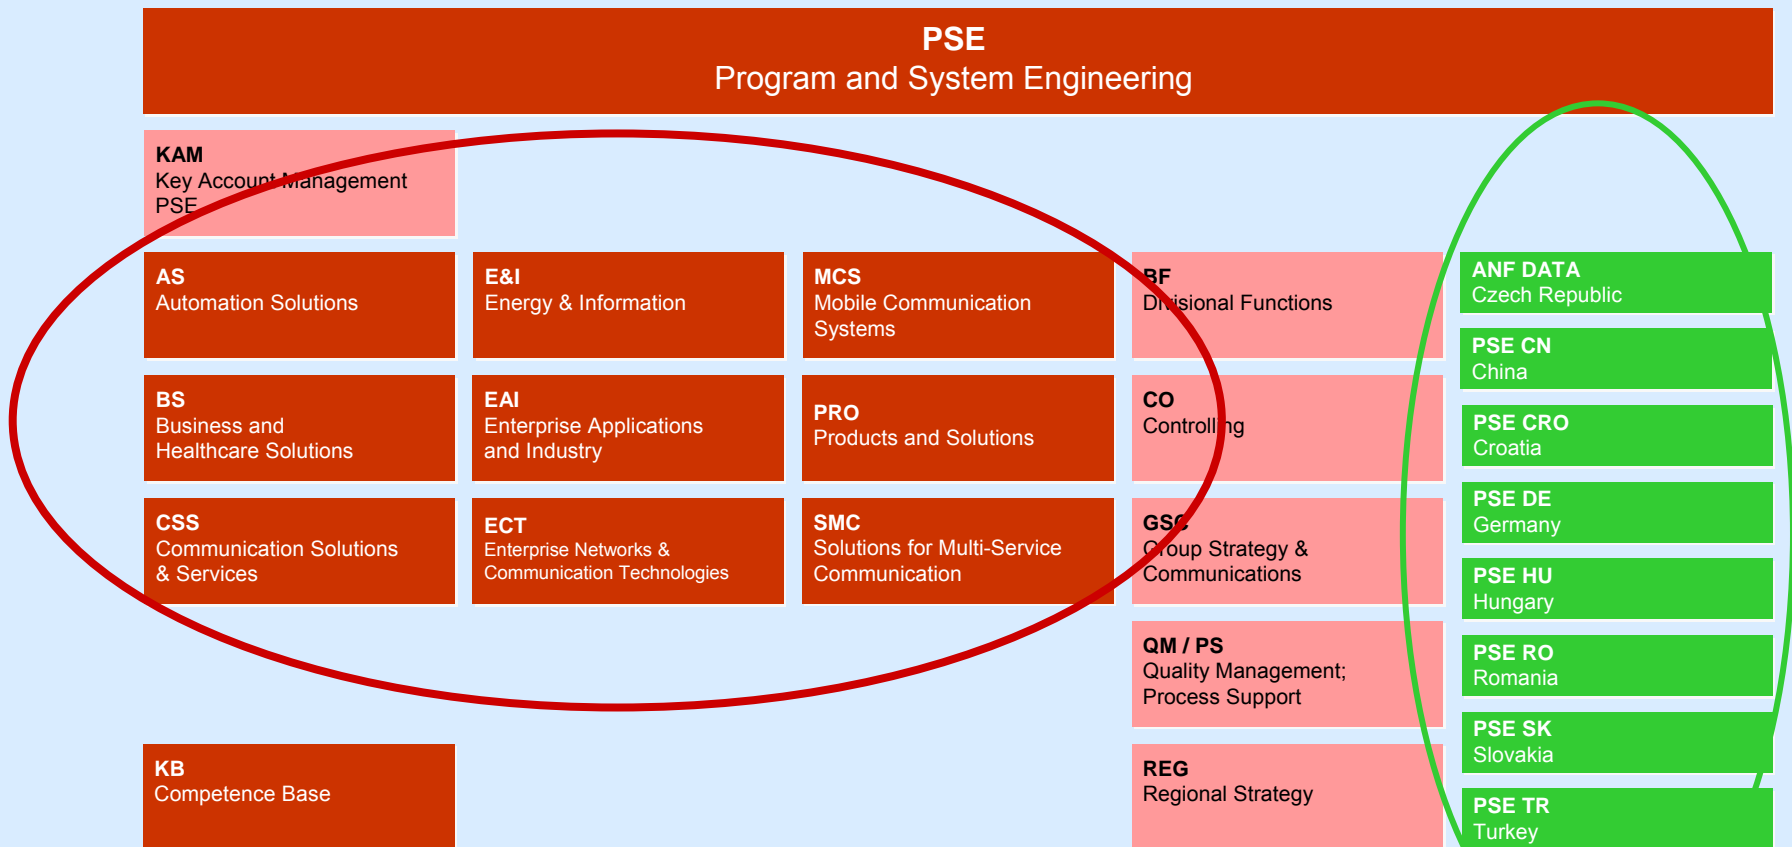 PSE
Program and System Engineering
KAM
Key Account Management
PSE
AS
Automation Solutions
E&I
Energy & Information
MCS
Mobile Communication
Systems
BF
Divisional Functions
ANF DATA
Czech Republic
PSE CN
China
BS
Business and
Healthcare Solutions
EAI
Enterprise Applications
and Industry
PRO
Products and Solutions
CO
Controlling
PSE CRO
Croatia
PSE DE
Germany
CSS
Communication Solutions
& Services
ECT
Enterprise Networks &
Communication Technologies
SMC
Solutions for Multi-Service
Communication
GSC
Group Strategy &
Communications
PSE HU
Hungary
QM / PS
Quality Management;
Process Support
PSE RO
Romania
PSE SK
Slovakia
KB
Competence Base
REG
Regional Strategy
PSE TR
Turkey